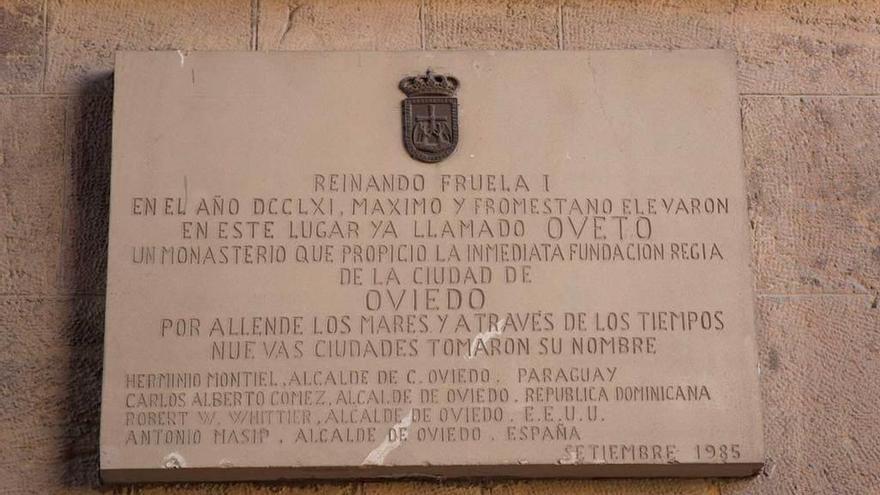 REINANDO FRUELA I
EN EL AÑO DCCLXI, MAXIMO Y FROMESTANO ELEVARON
EN ESTE LUGAR YA LLAMADO OVETO
UN MONASTERIO QUE PROPICIO LA INMEDIATA FUNDACION REGIA
DE LA CIUDAD DE
OVIEDO
POR ALLENDE LOS MARES Y ATRAVÉS DE LOS TIEMPOS
NUEVAS CIUDADES TOMARON SU NOMBRE
HERMINIO MONTIEL, ALCALDE DE C. OVIEDO. PARAGUAY
CARLOS ALBERTO GOMEZ, ALCALDE DE OVIEDO. REPUBLICA DOMINICANA
ROBERT W. WHITTIER, ALCALDE DE OVIEDO. E.E.U.U.
ANTONIO MASIP, ALCALDE DE OVIEDO. ESPAÑA
SETIEMBRE 1985